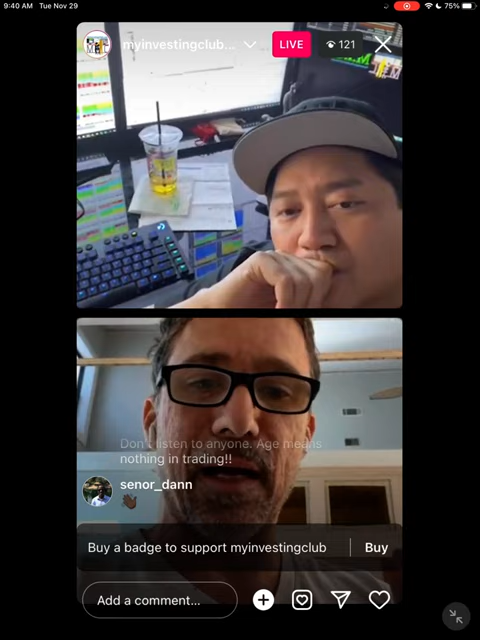 9:40 AM Tue Nov 29
75%
myinvestingclub...
LIVE
121
Don't listen to anyone. Age means
nothing in trading!!
senor_dann
Buy a badge to support myinvestingclub
Buy
Add a comment...